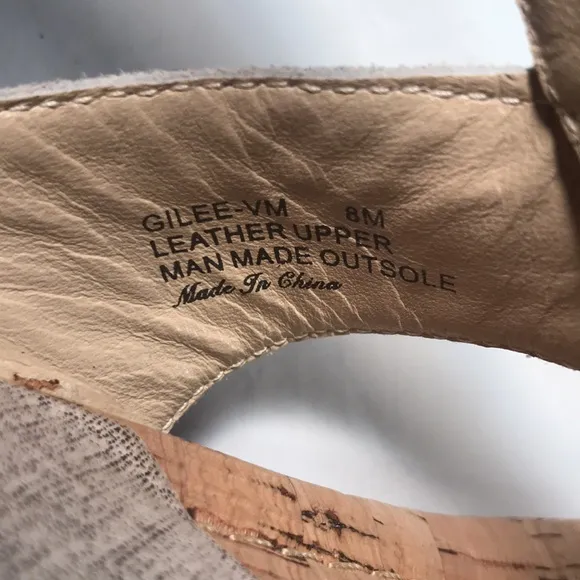 GILEE-VM 8M
LEATHER UPPER
MAN MADE OUTSOLE
Made In China